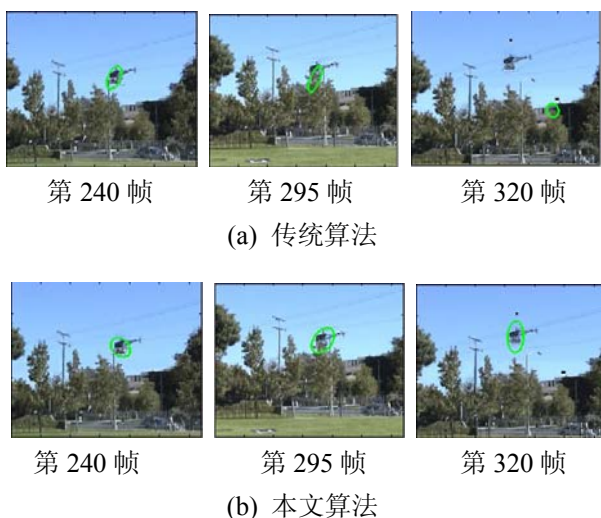 第 240 帧 第 295 帧 第 320 帧
(a) 传统算法
第 240 帧 第 295 帧 第 320 帧
(b) 本文算法